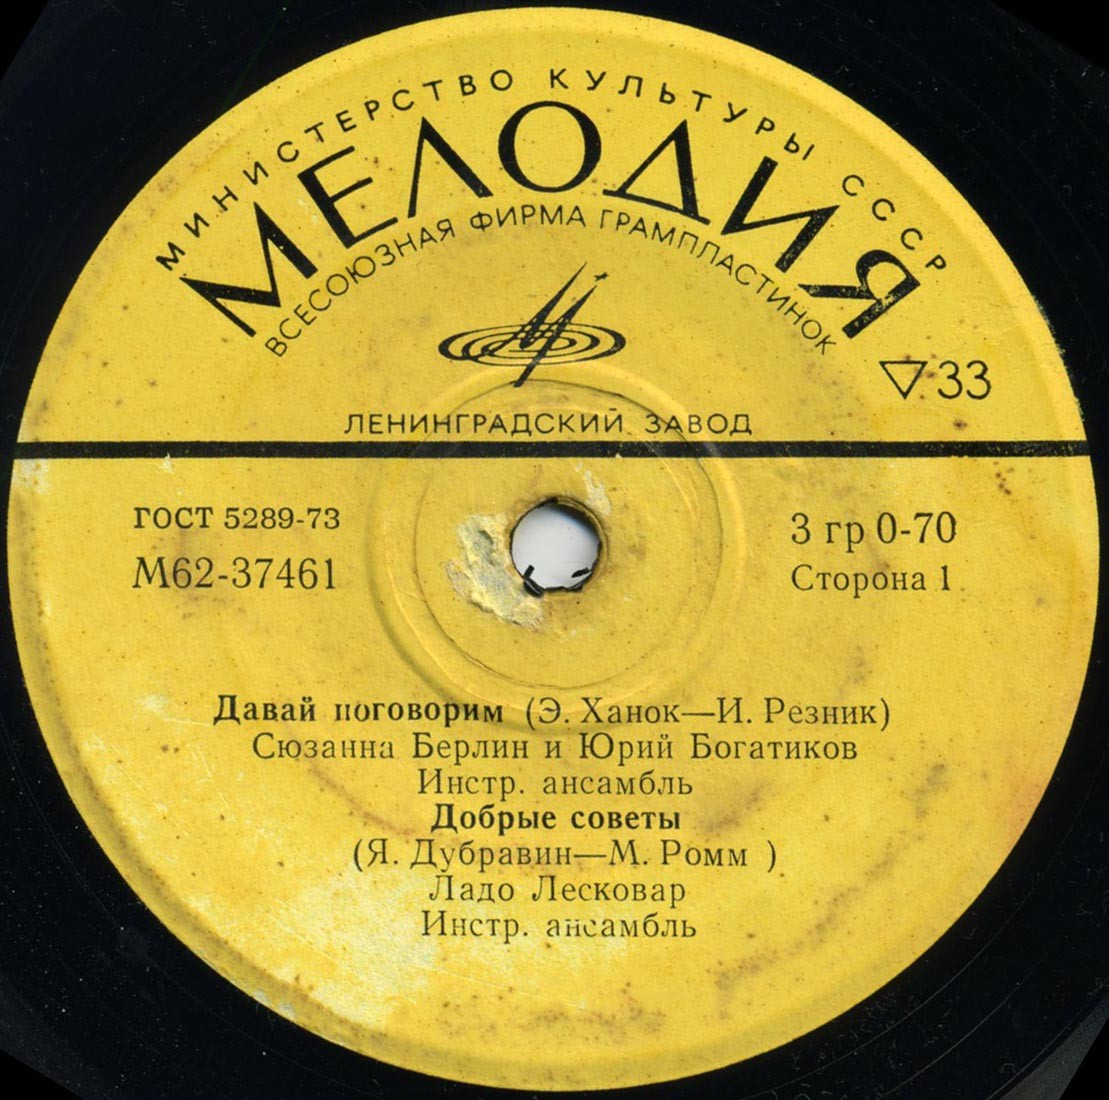 МИНИСТЕРСТВО КУЛЬТУРЫ СССР
МЕЛОДИЯ
ВСЕСОЮЗНАЯ ФИРМА ГРАМПЛАСТИНОК
33
ЛЕНИНГРАДСКИЙ ЗАВОД
ГОСТ 5289-73
М62-37461
3 гр 0-70
Сторона 1
Давай поговорим (Э. Ханок—И. Резник)
Сюзанна Берлин и Юрий Богатиков
Инстр. ансамбль
Добрые советы
(Я. Дубравин—М. Ромм )
Ладо Лесковар
Инстр. ансамбль